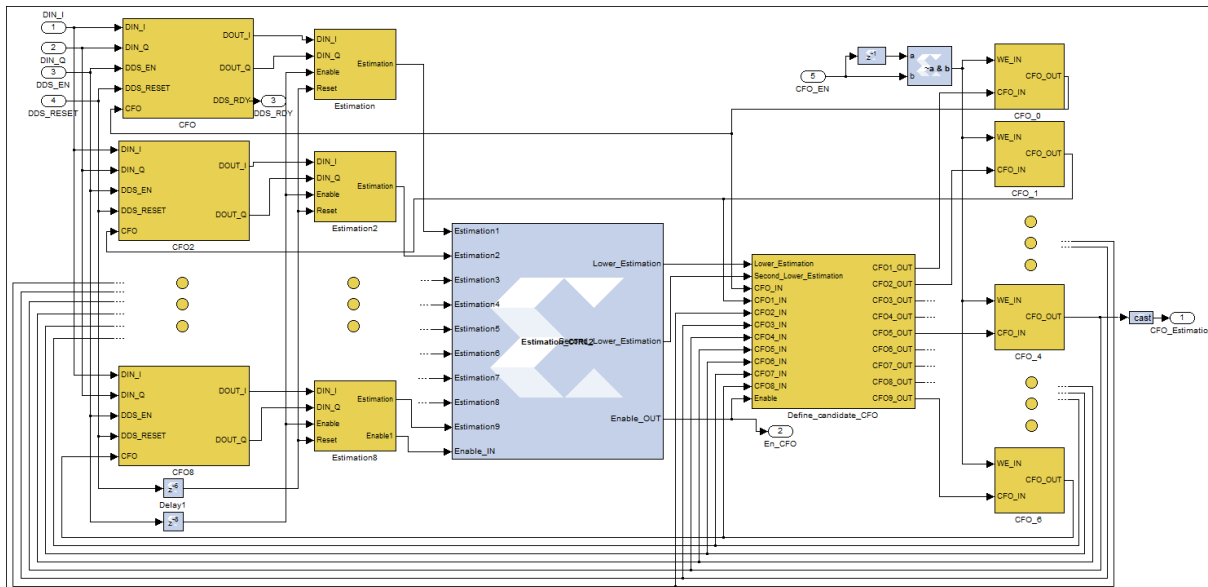 DIN_I
1
2
DIN_Q
3
DDS_EN
4
DDS_RESET
DIN_I
DIN_Q
DDS_EN
DDS_RESET
CFO
DOUT_I
DOUT_Q
DDS_RDY
CFO
3
DDS_RDY
DIN_I
DIN_Q
Enable
Reset
Estimation
Estimation
DIN_I
DIN_Q
DDS_EN
DDS_RESET
CFO
DOUT_I
DOUT_Q
CFO2
DIN_I
DIN_Q
Enable
Reset
Estimation
Estimation2
DIN_I
DIN_Q
DDS_EN
DDS_RESET
CFO
DOUT_I
DOUT_Q
CFO8
DIN_I
DIN_Q
Enable
Reset
Estimation
Enable1
Estimation8
Delay1
Estimation1
Estimation2
Estimation3
Estimation4
Estimation5
Estimation6
Estimation7
Estimation8
Estimation9
Enable_IN
Lower_Estimation
Second_Lower_Estimation
Enable_OUT
Estimation_CTRL2
Lower_Estimation
Second_Lower_Estimation
CFO_IN
CFO1_IN
CFO2_IN
CFO3_IN
CFO4_IN
CFO5_IN
CFO6_IN
CFO7_IN
CFO8_IN
Enable
CFO1_OUT
CFO2_OUT
CFO3_OUT
CFO4_OUT
CFO5_OUT
CFO6_OUT
CFO7_OUT
CFO8_OUT
CFO9_OUT
Define_candidate_CFO
2
En_CFO
5
CFO_EN
a
b
~a & b
WE_IN
CFO_IN
CFO_OUT
CFO_0
WE_IN
CFO_IN
CFO_OUT
CFO_1
WE_IN
CFO_IN
CFO_OUT
CFO_4
cast
1
CFO_Estimation
WE_IN
CFO_IN
CFO_OUT
CFO_6